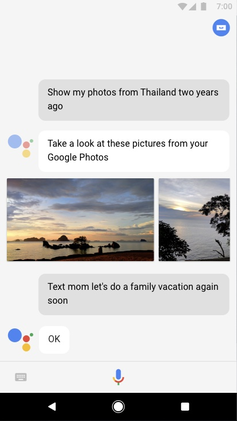 7:00
Show my photos from Thailand two years
ago
Take a look at these pictures from your
Google Photos
Text mom let's do a family vacation again
soon
OK